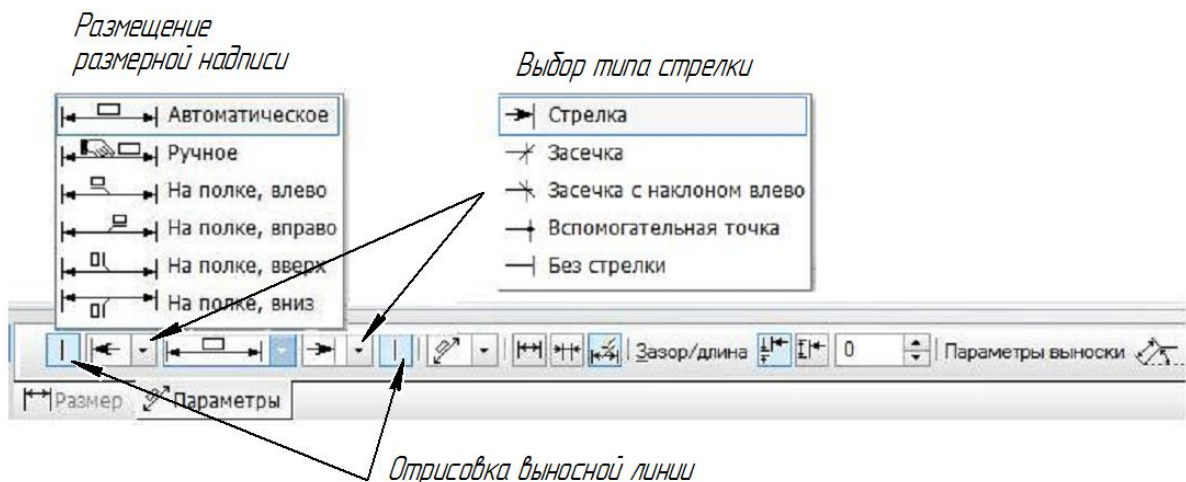 Размещение
размерной надписи
Выбор типа стрелки
Автоматическое
Ручное
На полке, влево
На полке, вправо
На полке, вверх
На полке, вниз
Стрелка
Засечка
Засечка с наклоном влево
Вспомогательная точка
Без стрелки
Зазор/длина 0 Параметры выноски
Размер Параметры
Отрисовка выносной линии